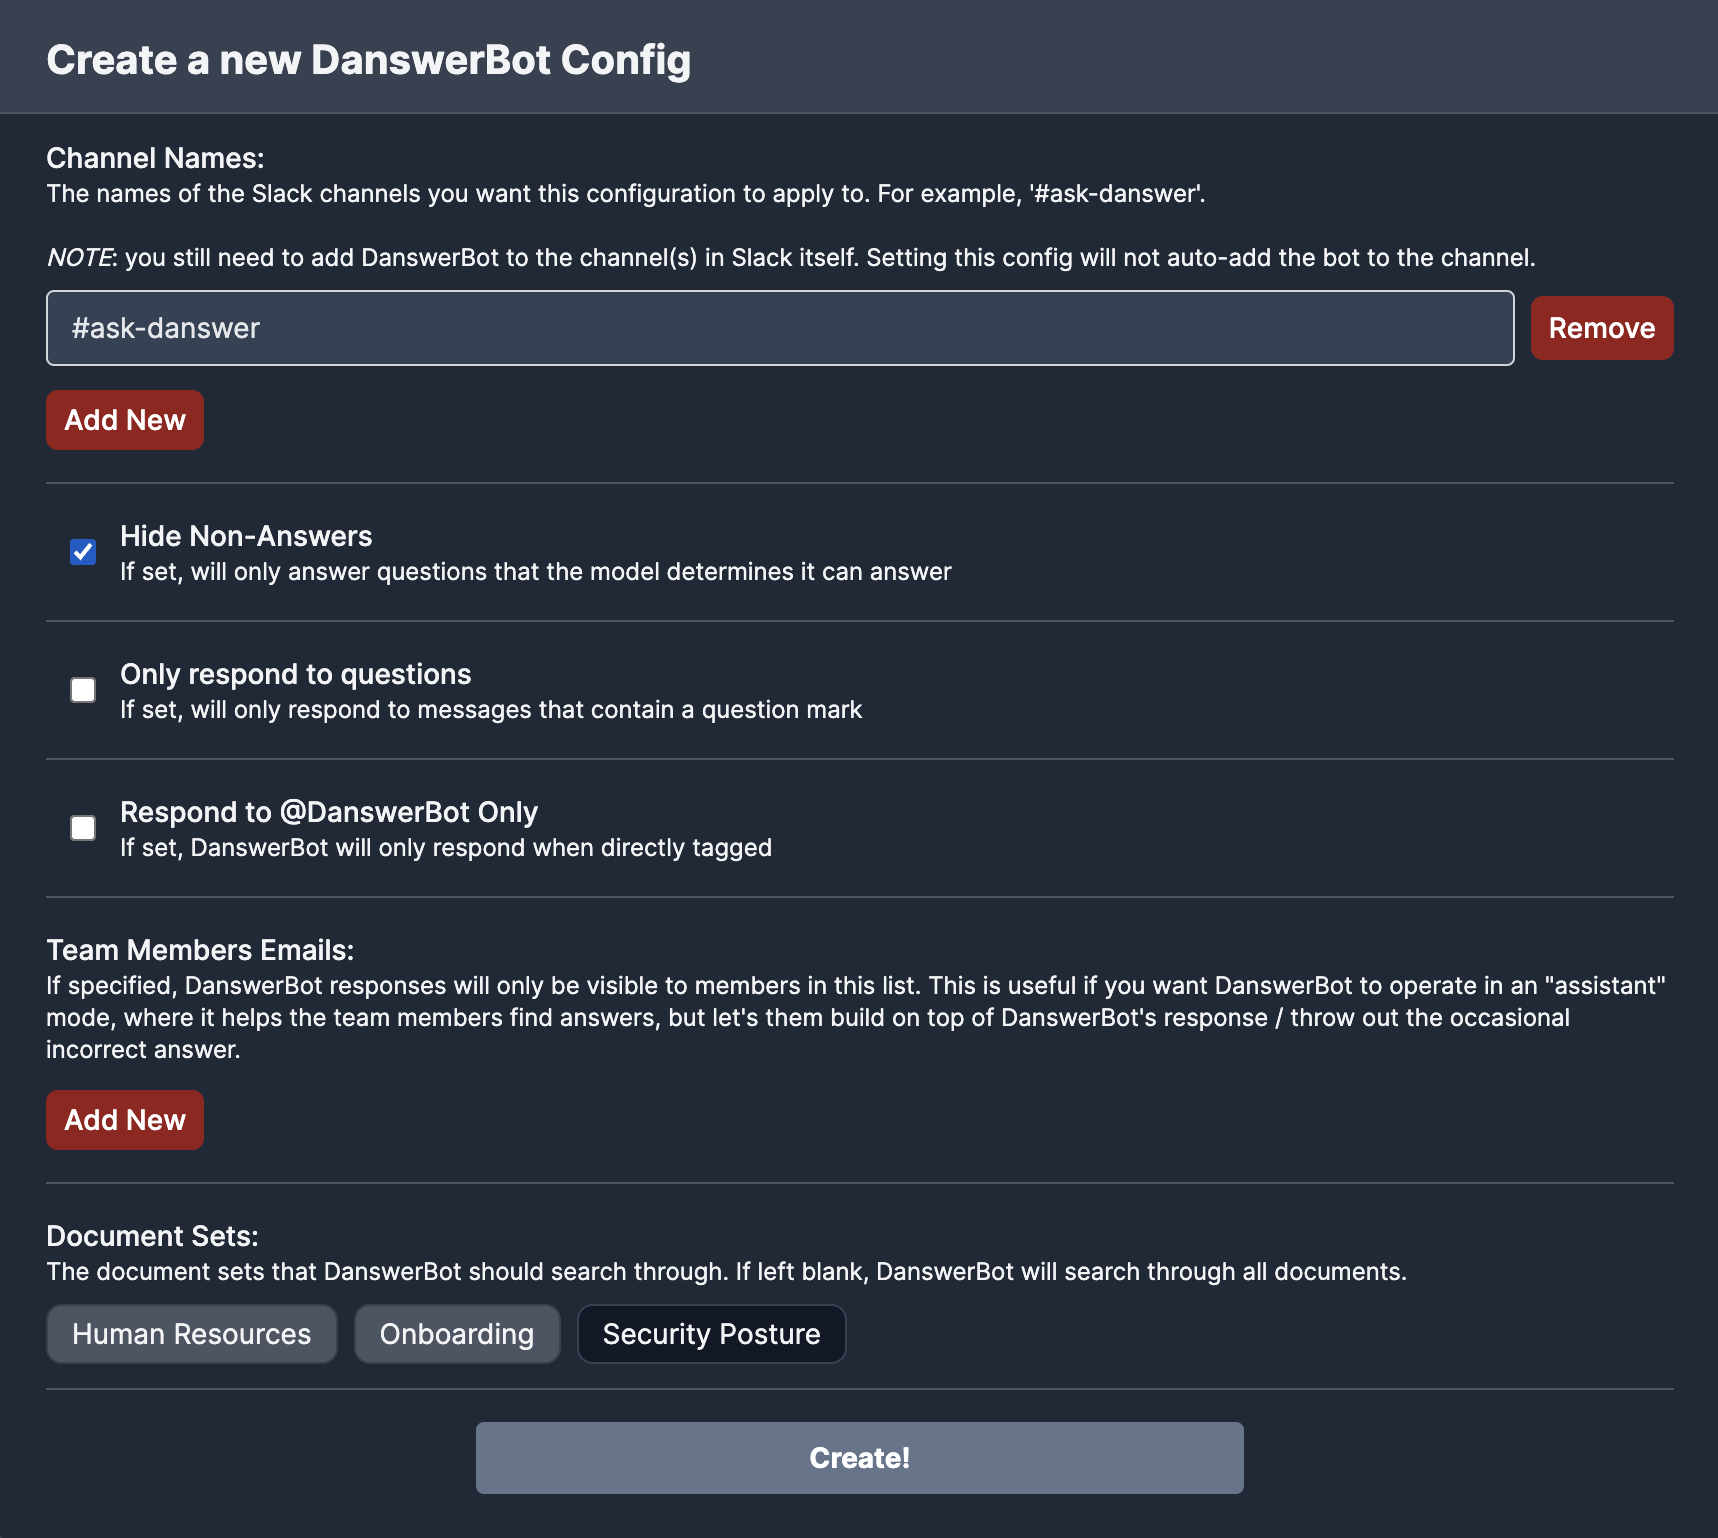 Create a new DanswerBot Config
Channel Names:
The names of the Slack channels you want this configuration to apply to. For example, '#ask-danswer'.
NOTE: you still need to add DanswerBot to the channel(s) in Slack itself. Setting this config will not auto-add the bot to the channel.
#ask-danswer
Remove
Add New
Hide Non-Answers
If set, will only answer questions that the model determines it can answer
Only respond to questions
If set, will only respond to messages that contain a question mark
Respond to @DanswerBot Only
If set, DanswerBot will only respond when directly tagged
Team Members Emails:
If specified, DanswerBot responses will only be visible to members in this list. This is useful if you want DanswerBot to operate in an "assistant"
mode, where it helps the team members find answers, but let's them build on top of DanswerBot's response / throw out the occasional
incorrect answer.
Add New
Document Sets:
The document sets that DanswerBot should search through. If left blank, DanswerBot will search through all documents.
Human Resources
Onboarding
Security Posture
Create!